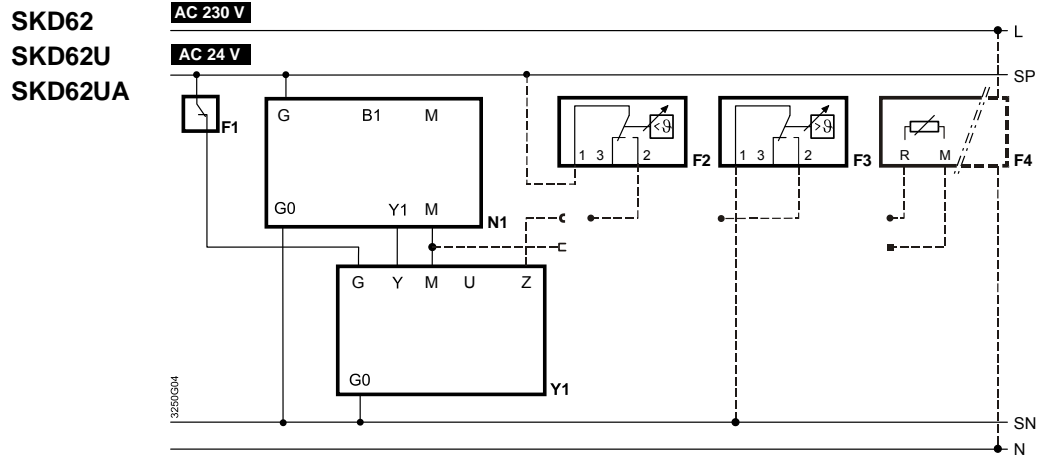 SKD62
SKD62U
SKD62UA
AC 230 V
L
AC 24 V
SP
F1
G B1 M
G0 Y1 M
N1
<ϑ
1 3 2
F2
>ϑ
1 3 2
F3
R M
F4
G Y M U Z
G0
Y1
3250G04
SN
N